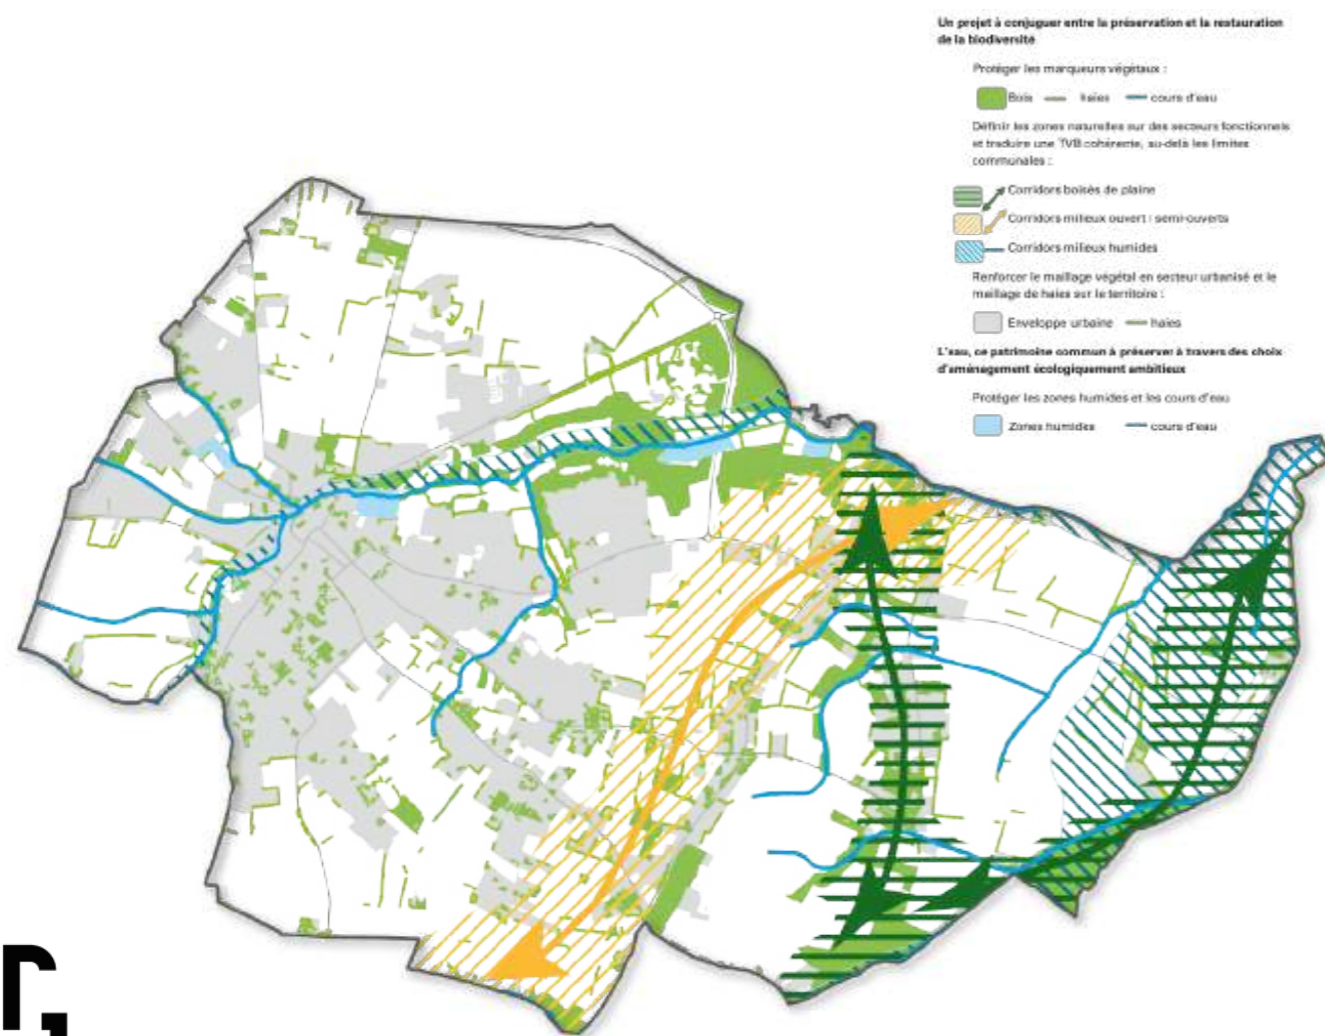 Un projet à conjuguer entre la préservation et la restauration
de la biodiversité
Protéger les marqueurs végétaux :
Bois haies cours d'eau
Définir les zones naturelles sur des secteurs fonctionnels
et traduire une TVB cohérente, au-delà les limites
communales :
Corridors boisés de plaine
Corridors milieux ouvert / semi-ouverts
Corridors milieux humides
Renforcer le maillage végétal en secteur urbanisé et le
maillage de haies sur le territoire :
Enveloppe urbaine haies
L'eau, ce patrimoine commun à préserver à travers des choix
d'aménagement écologiquement ambitieux
Protéger les zones humides et les cours d'eau
Zones humides cours d'eau